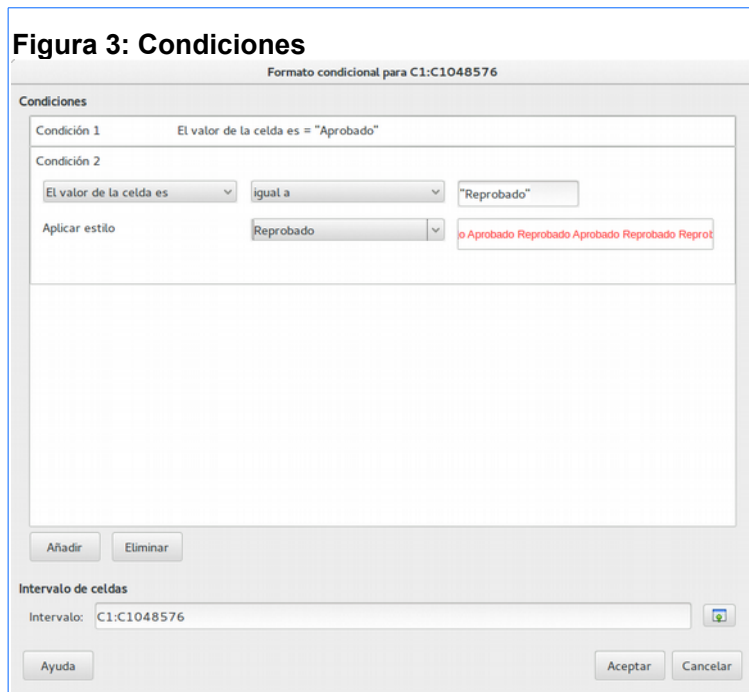 Figura 3: Condiciones
Formato condicional para C1:C1048576
Condiciones
Condición 1 El valor de la celda es = "Aprobado"
Condición 2
El valor de la celda es igual a "Reprobado"
Aplicar estilo Reprobado o Aprobado Reprobado Aprobado Reprobado Reprob
Añadir Eliminar
Intervalo de celdas
Intervalo: C1:C1048576
Ayuda Aceptar Cancelar